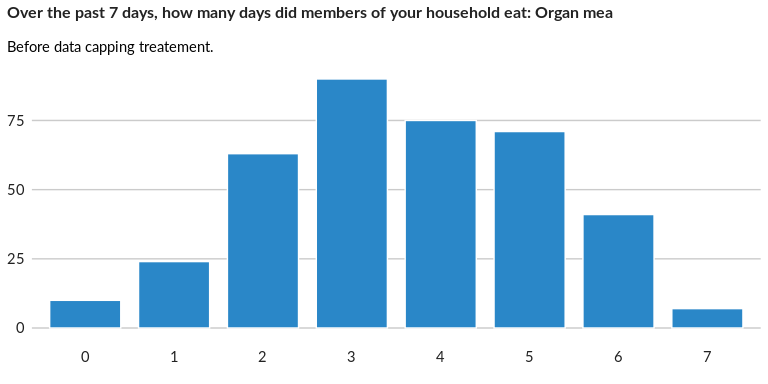 Over the past 7 days, how many days did members of your household eat: Organ mea
Before data capping treatement.
75
50
25
0
0 1 2 3 4 5 6 7